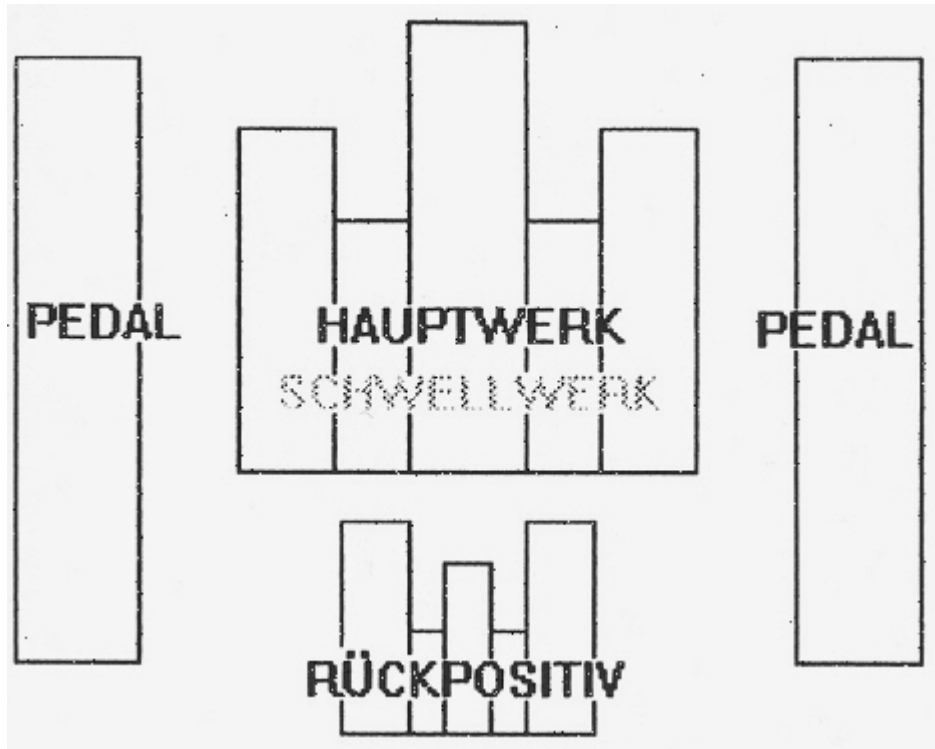 PEDAL
HAUPTWERK
PEDAL
SCHWELLWERK
RÜCKPOSITIV